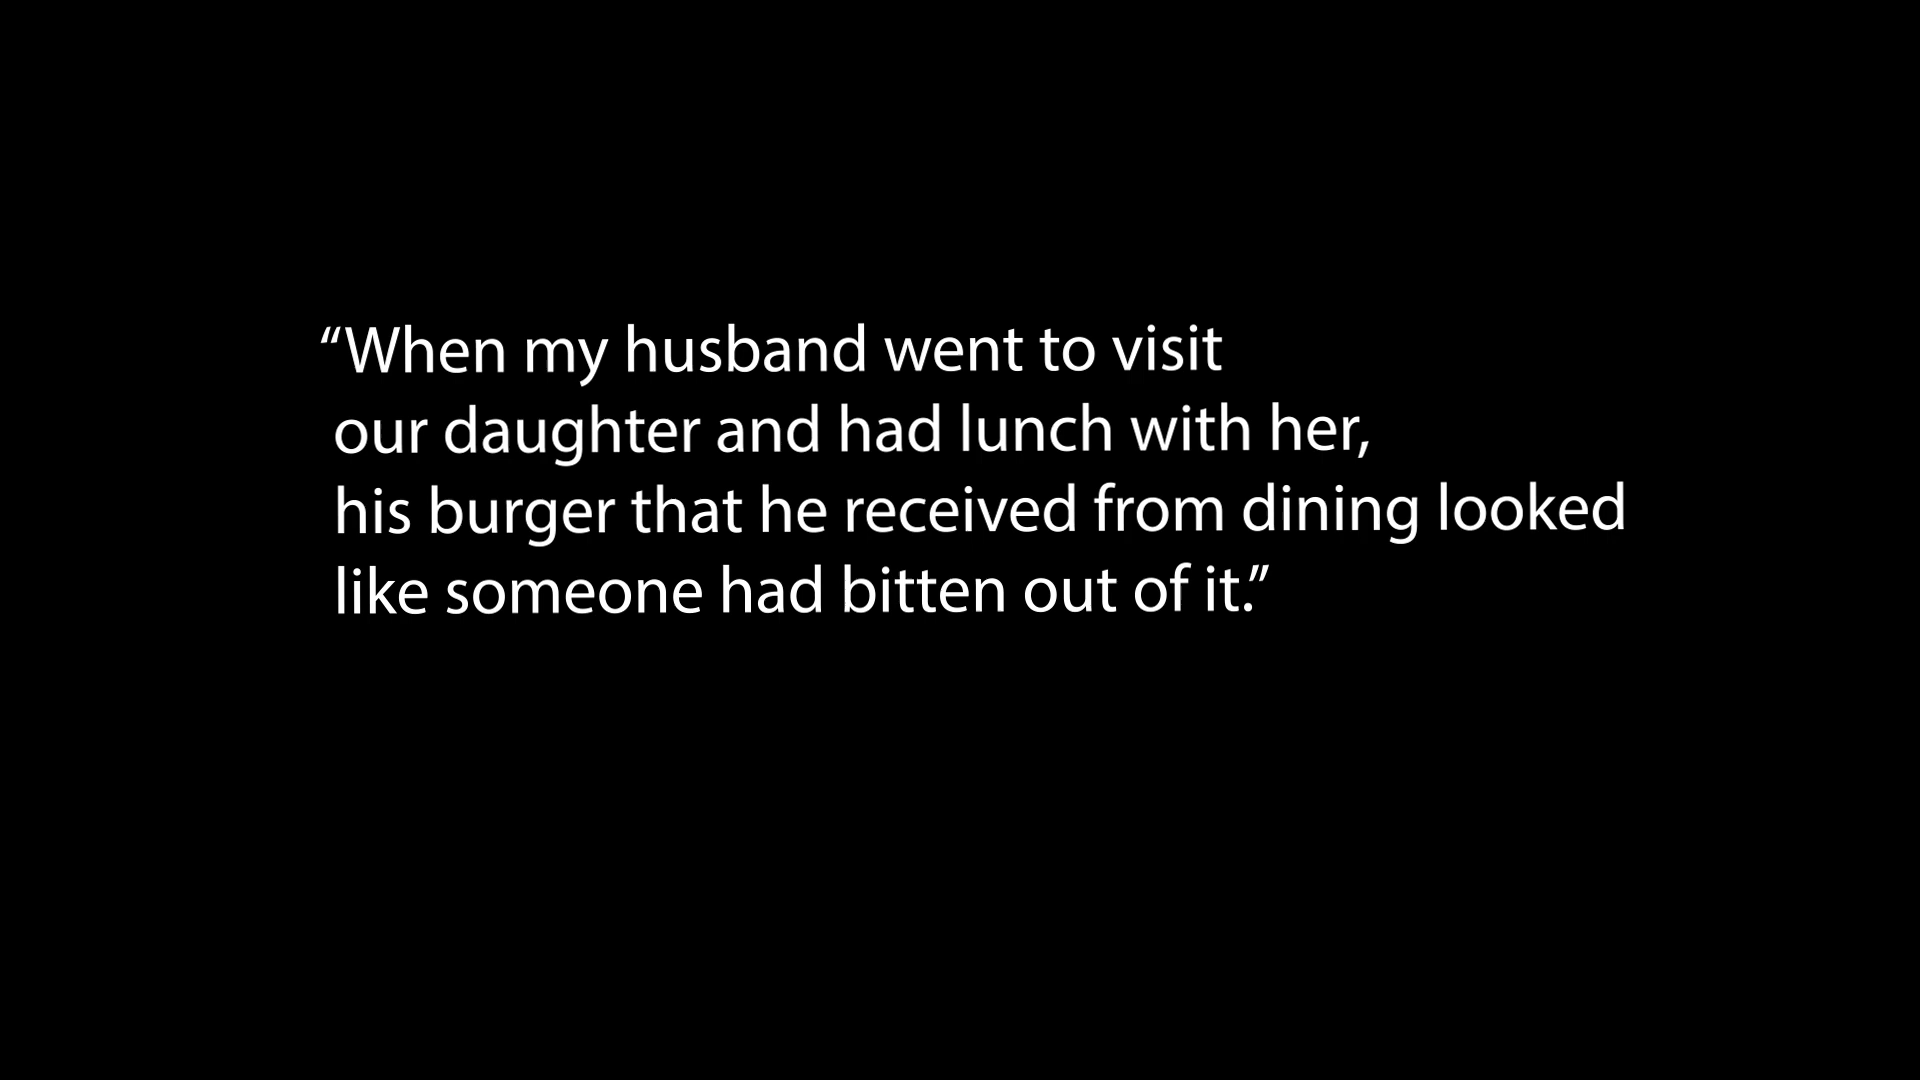 “When my husband went to visit
our daughter and had lunch with her,
his burger that he received from dining looked
like someone had bitten out of it.”